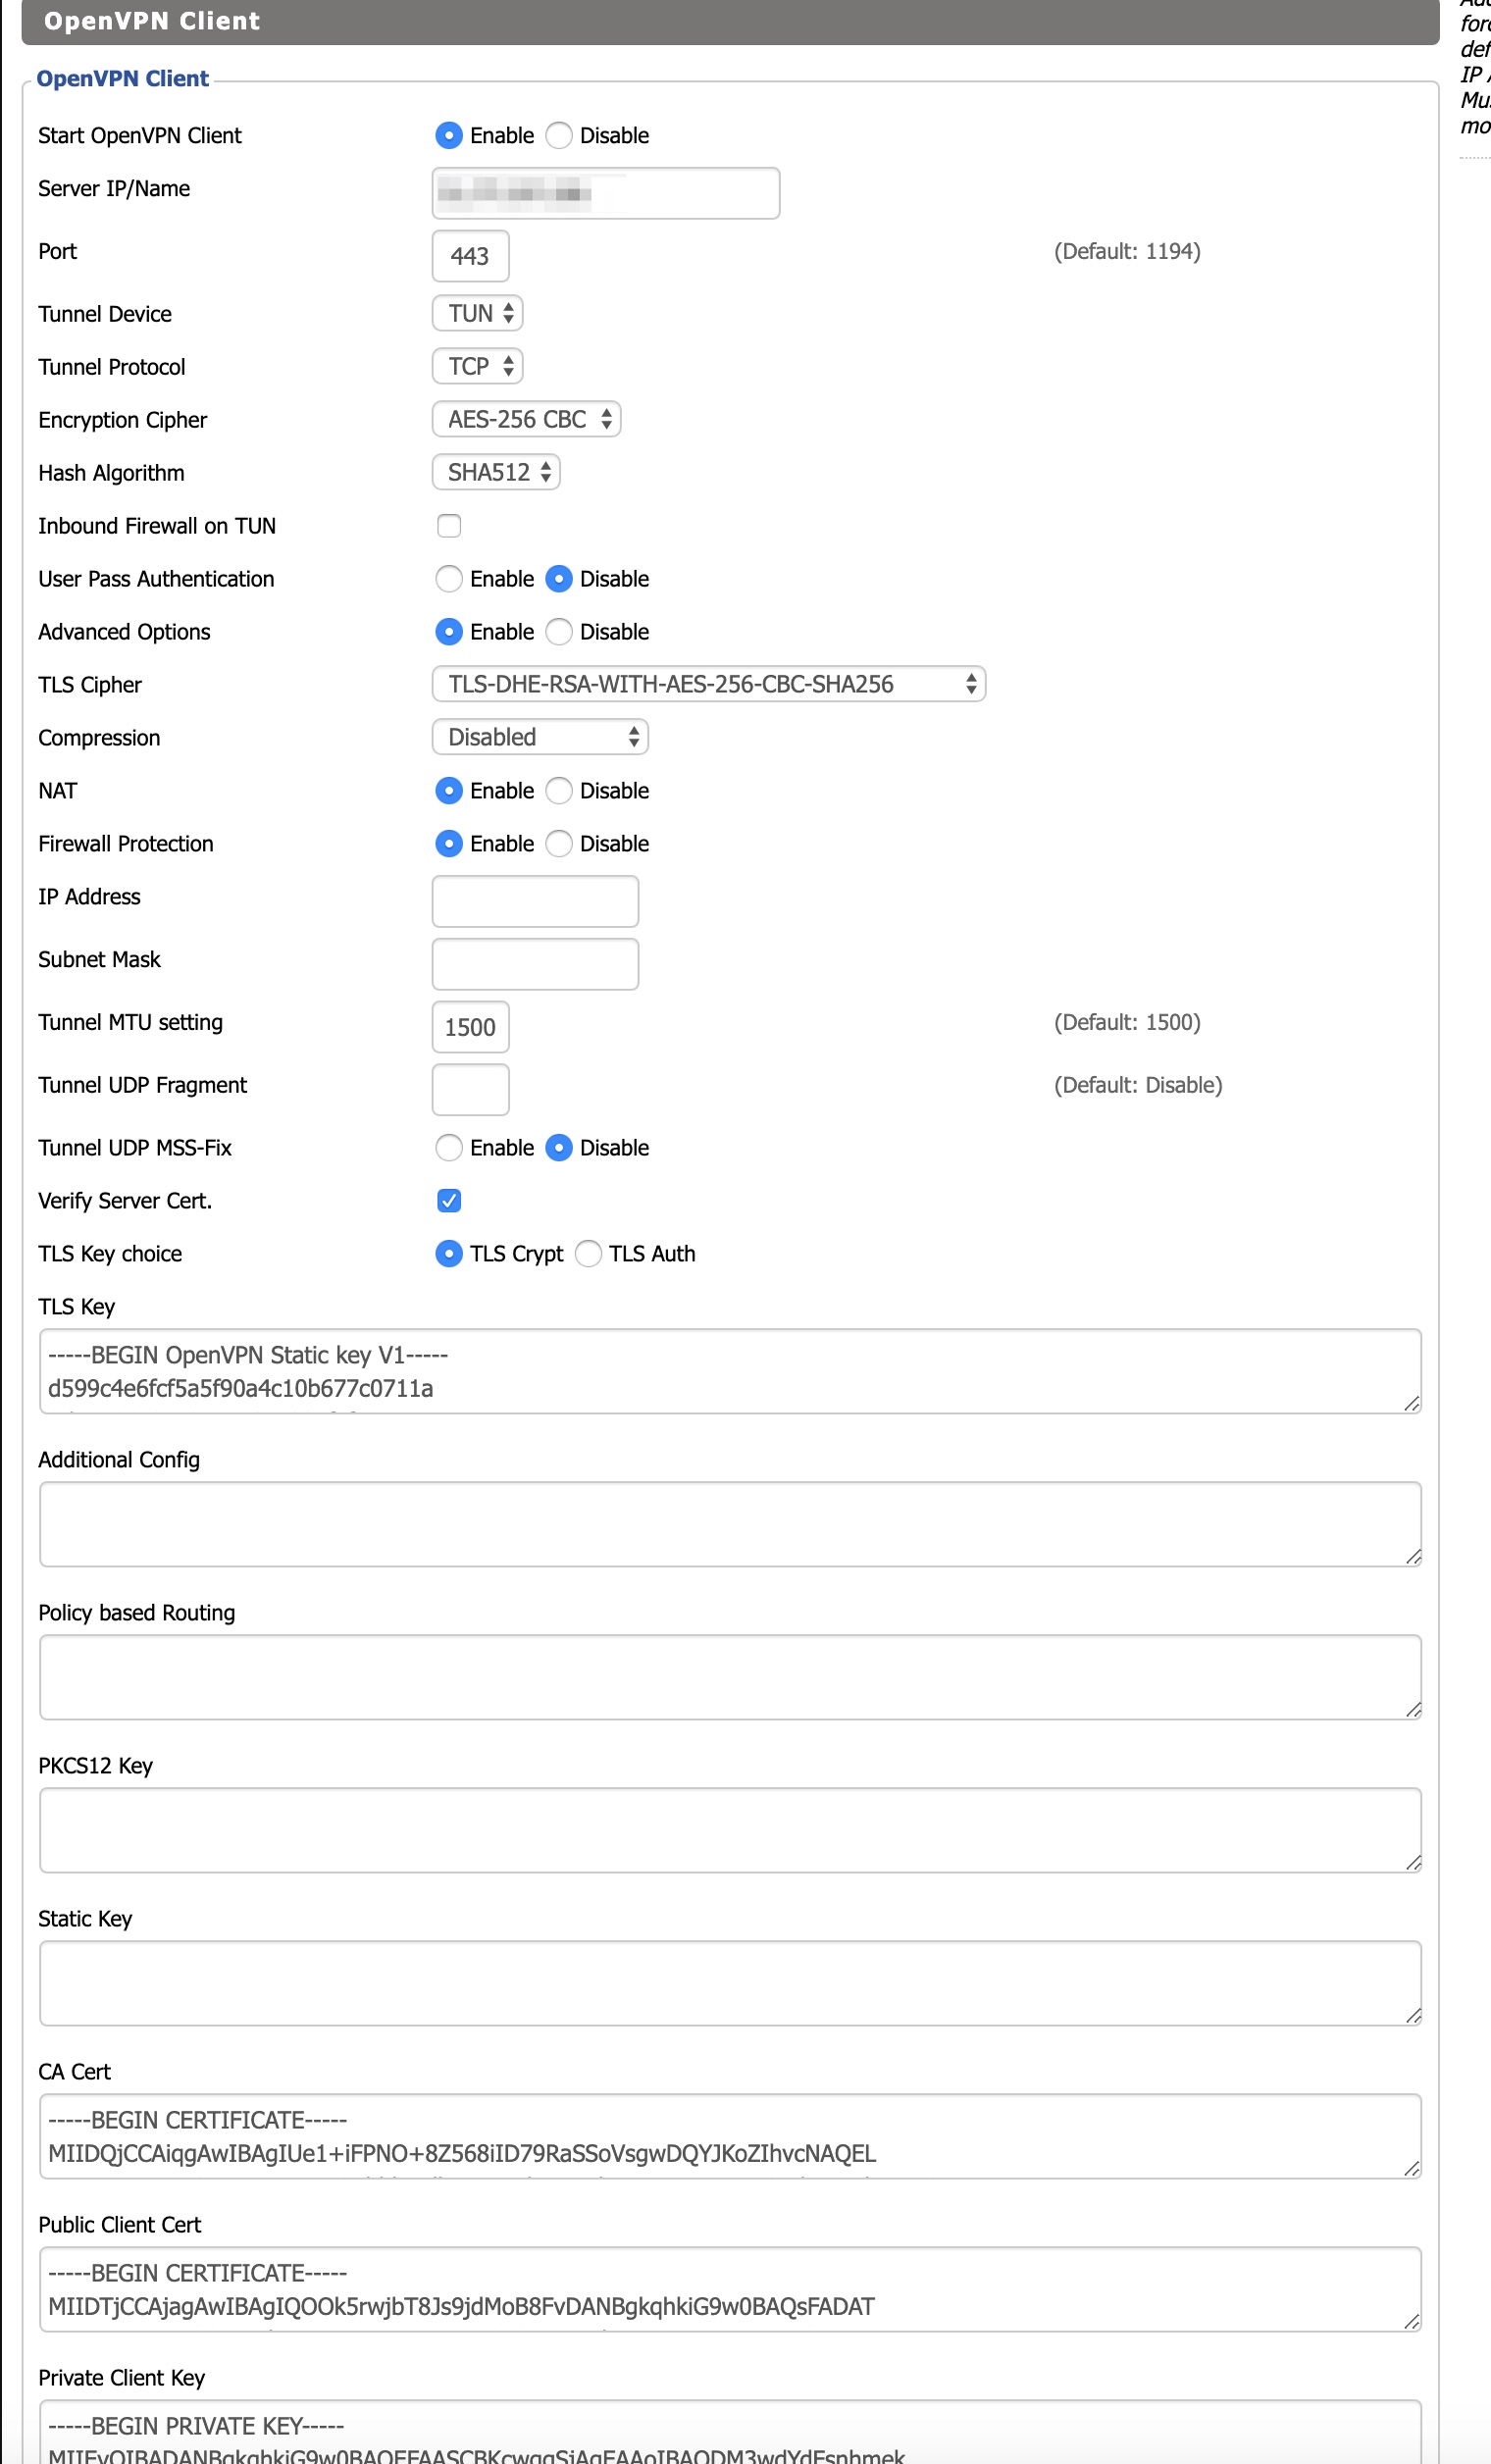 OpenVPN Client
OpenVPN Client
Start OpenVPN Client Enable Disable
Server IP/Name
Port 443 (Default: 1194)
Tunnel Device TUN
Tunnel Protocol TCP
Encryption Cipher AES-256 CBC
Hash Algorithm SHA512
Inbound Firewall on TUN
User Pass Authentication Enable Disable
Advanced Options Enable Disable
TLS Cipher TLS-DHE-RSA-WITH-AES-256-CBC-SHA256
Compression Disabled
NAT Enable Disable
Firewall Protection Enable Disable
IP Address
Subnet Mask
Tunnel MTU setting 1500 (Default: 1500)
Tunnel UDP Fragment (Default: Disable)
Tunnel UDP MSS-Fix Enable Disable
Verify Server Cert.
TLS Key choice TLS Crypt TLS Auth
TLS Key
-----BEGIN OpenVPN Static key V1-----
d599c4e6fcf5a5f90a4c10b677c0711a
Additional Config
Policy based Routing
PKCS12 Key
Static Key
CA Cert
-----BEGIN CERTIFICATE-----
MIIDQjCCAiqgAwIBAgIUe1+iFPNO+8Z568iID79RaSSoVsgwDQYJKoZIhvcNAQEL
Public Client Cert
-----BEGIN CERTIFICATE-----
MIIDTjCCAjagAwIBAgIQOOk5rwjbT8Js9jdMoB8FvDANBgkqhkiG9w0BAQsFADAT
Private Client Key
-----BEGIN PRIVATE KEY-----
def
IP